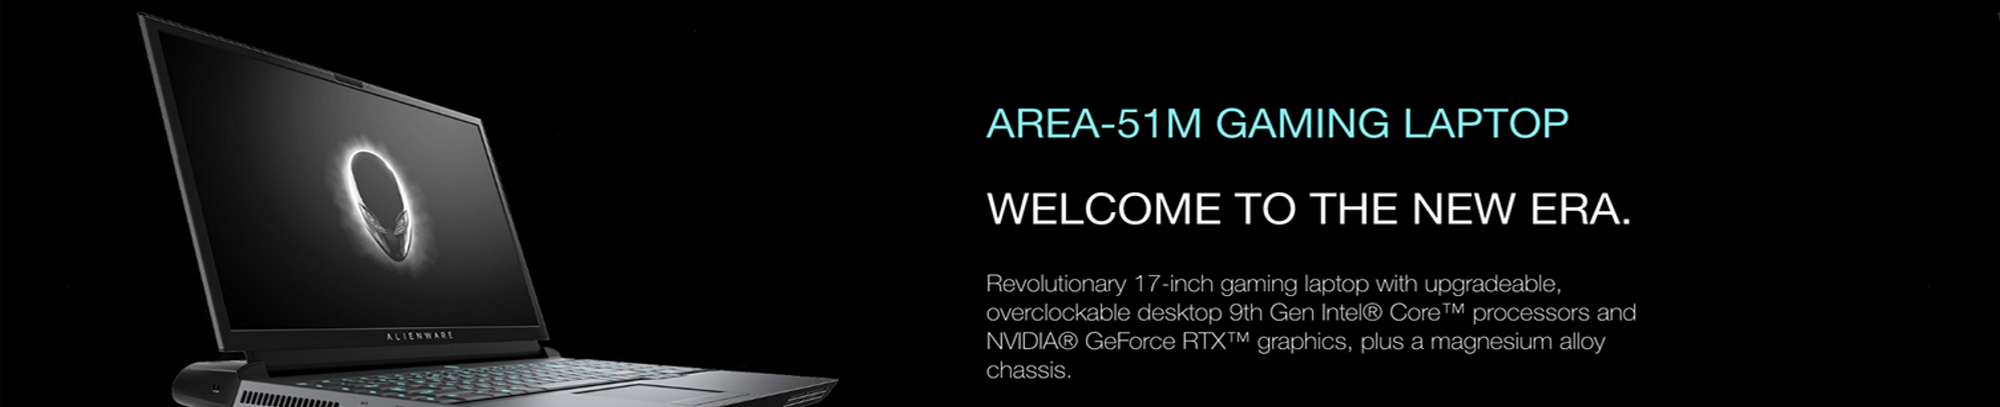 AREA-51M GAMING LAPTOP
WELCOME TO THE NEW ERA.
Revolutionary 17-inch gaming laptop with upgradeable,
overclockable desktop 9th Gen Intel® Core™ processors and
NVIDIA® GeForce RTX™ graphics, plus a magnesium alloy
chassis.
ALIENWARE